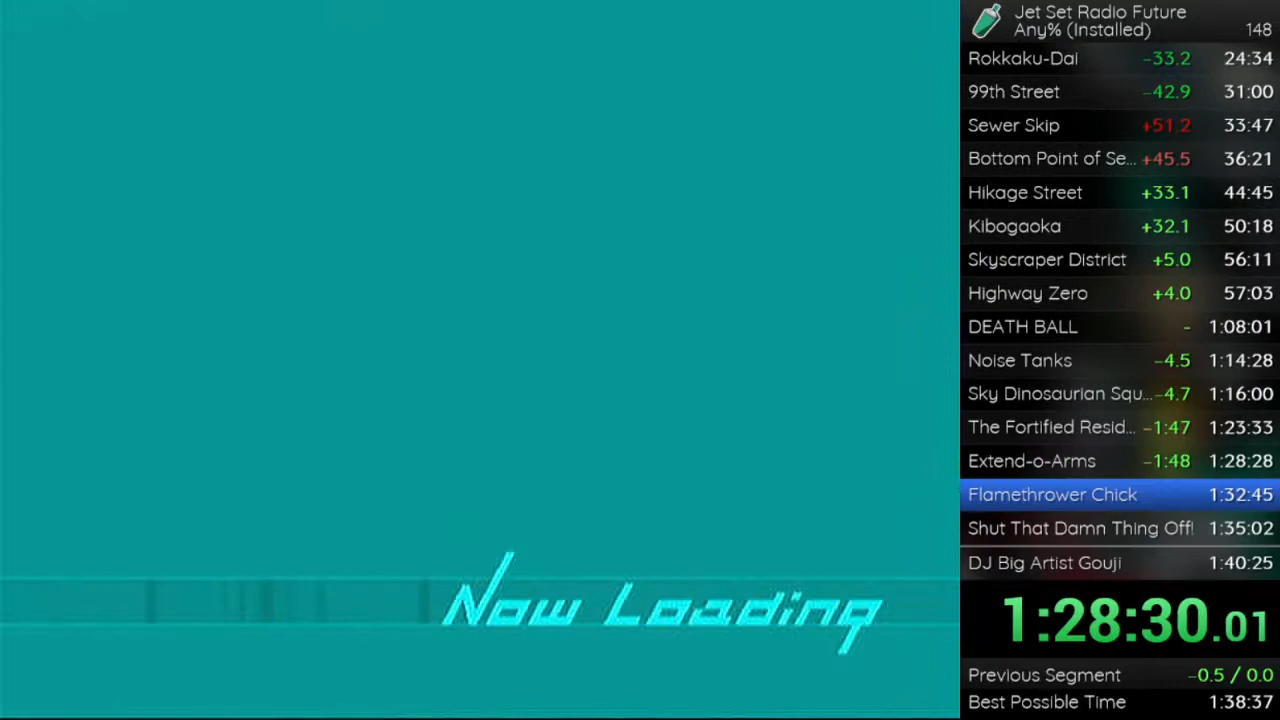 Jet Set Radio Future
Any% (Installed) 148
Rokkaku-Dai -33.2 24:34
99th Street -42.9 31:00
Sewer Skip +51.2 33:47
Bottom Point of Se... +45.5 36:21
Hikage Street +33.1 44:45
Kibogaoka +32.1 50:18
Skyscraper District +5.0 56:11
Highway Zero +4.0 57:03
DEATH BALL - 1:08:01
Noise Tanks -4.5 1:14:28
Sky Dinosaurian Squ... -4.7 1:16:00
The Fortified Resid... -1:47 1:23:33
Extend-o-Arms -1:48 1:28:28
Flamethrower Chick 1:32:45
Shut That Damn Thing Off! 1:35:02
DJ Big Artist Gouji 1:40:25
Now Loading
1:28:30.01
Previous Segment -0.5 / 0.0
Best Possible Time 1:38:37